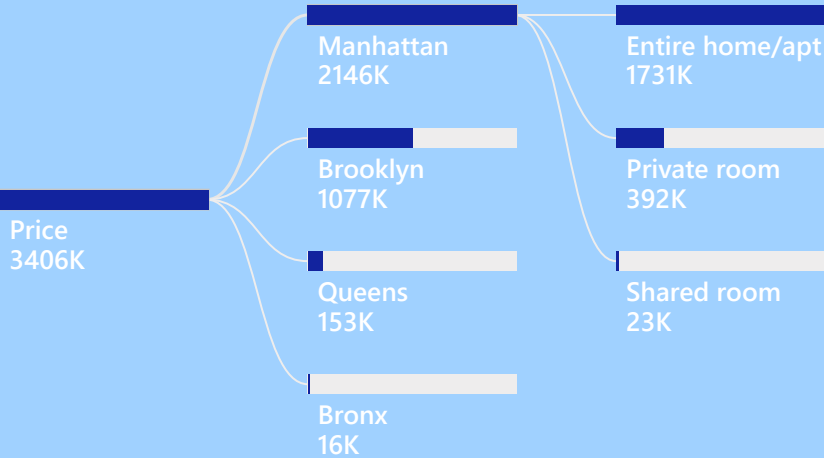 Price
3406K
Manhattan
2146K
Brooklyn
1077K
Queens
153K
Bronx
16K
Entire home/apt
1731K
Private room
392K
Shared room
23K